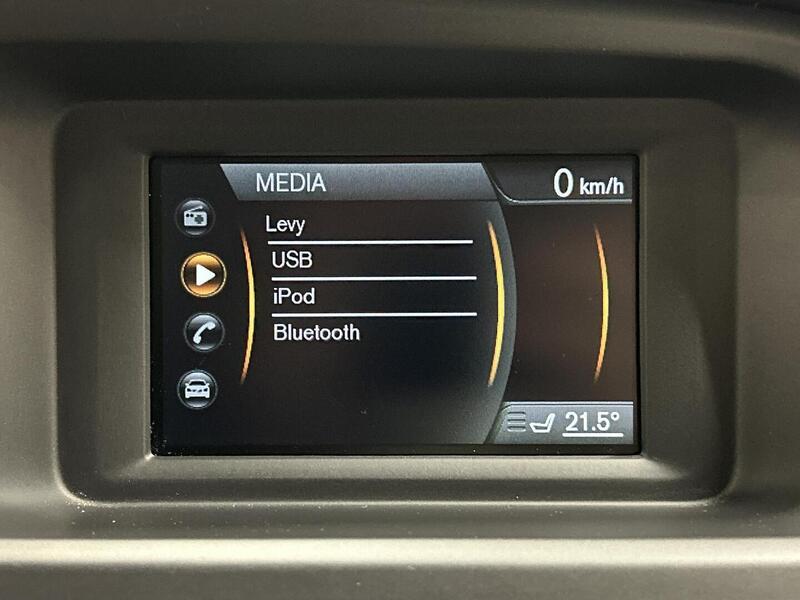 MEDIA
0 km/h
Levy
USB
iPod
Bluetooth
21.5°